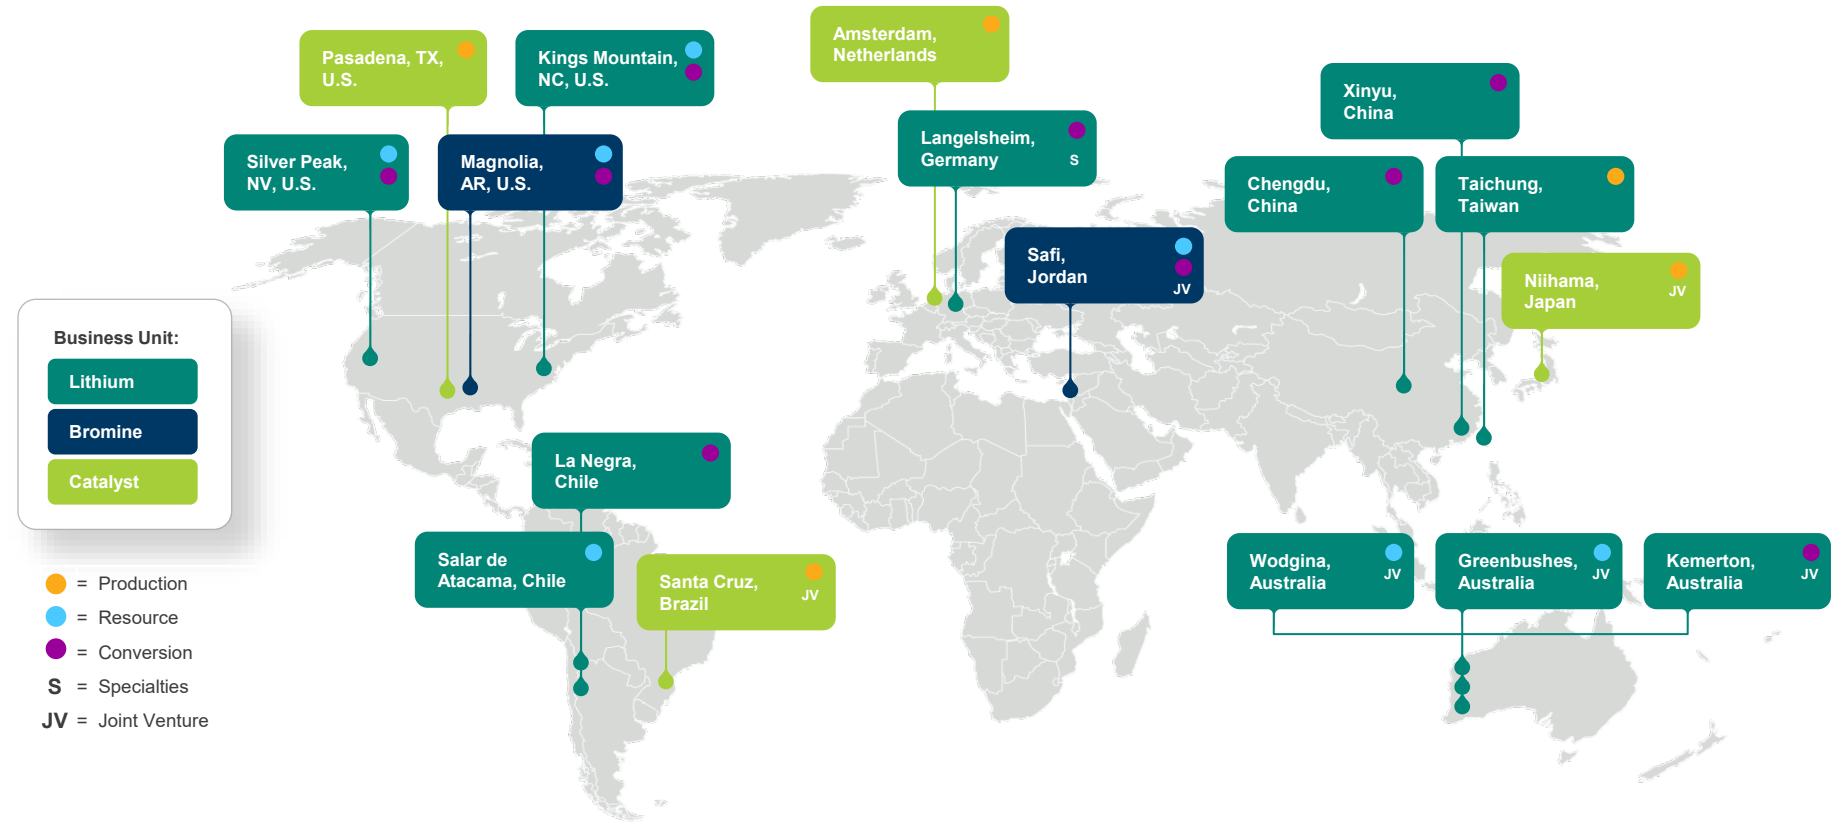 Pasadena, TX,
U.S.
Kings Mountain,
NC, U.S.
Silver Peak,
NV, U.S.
Magnolia,
AR, U.S.
Amsterdam,
Netherlands
Langelsheim,
Germany
S
Safi,
Jordan
JV
Xinyu,
China
Chengdu,
China
Taichung,
Taiwan
Niihama,
Japan
JV
Business Unit:
Lithium
Bromine
Catalyst
= Production
= Resource
= Conversion
S = Specialties
JV = Joint Venture
La Negra,
Chile
Salar de
Atacama, Chile
Santa Cruz,
Brazil
JV
Wodgina,
Australia
JV
Greenbushes,
Australia
JV
Kemerton,
Australia
JV